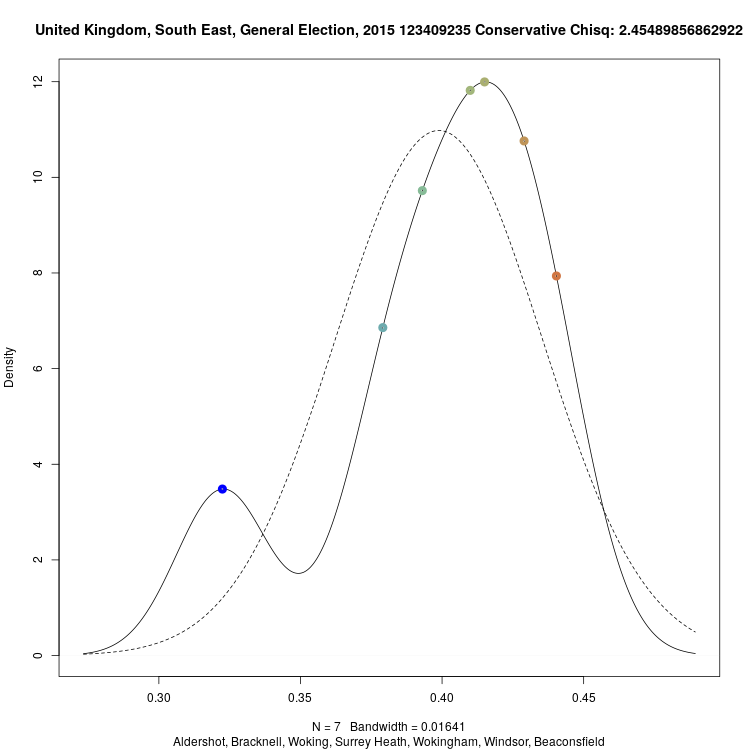 United Kingdom, South East, General Election, 2015 123409235 Conservative Chisq: 2.45489856862922
12
10
8
6
4
2
0
Density
0.30 0.35 0.40 0.45
N = 7 Bandwidth = 0.01641
Aldershot, Bracknell, Woking, Surrey Heath, Wokingham, Windsor, Beaconsfield